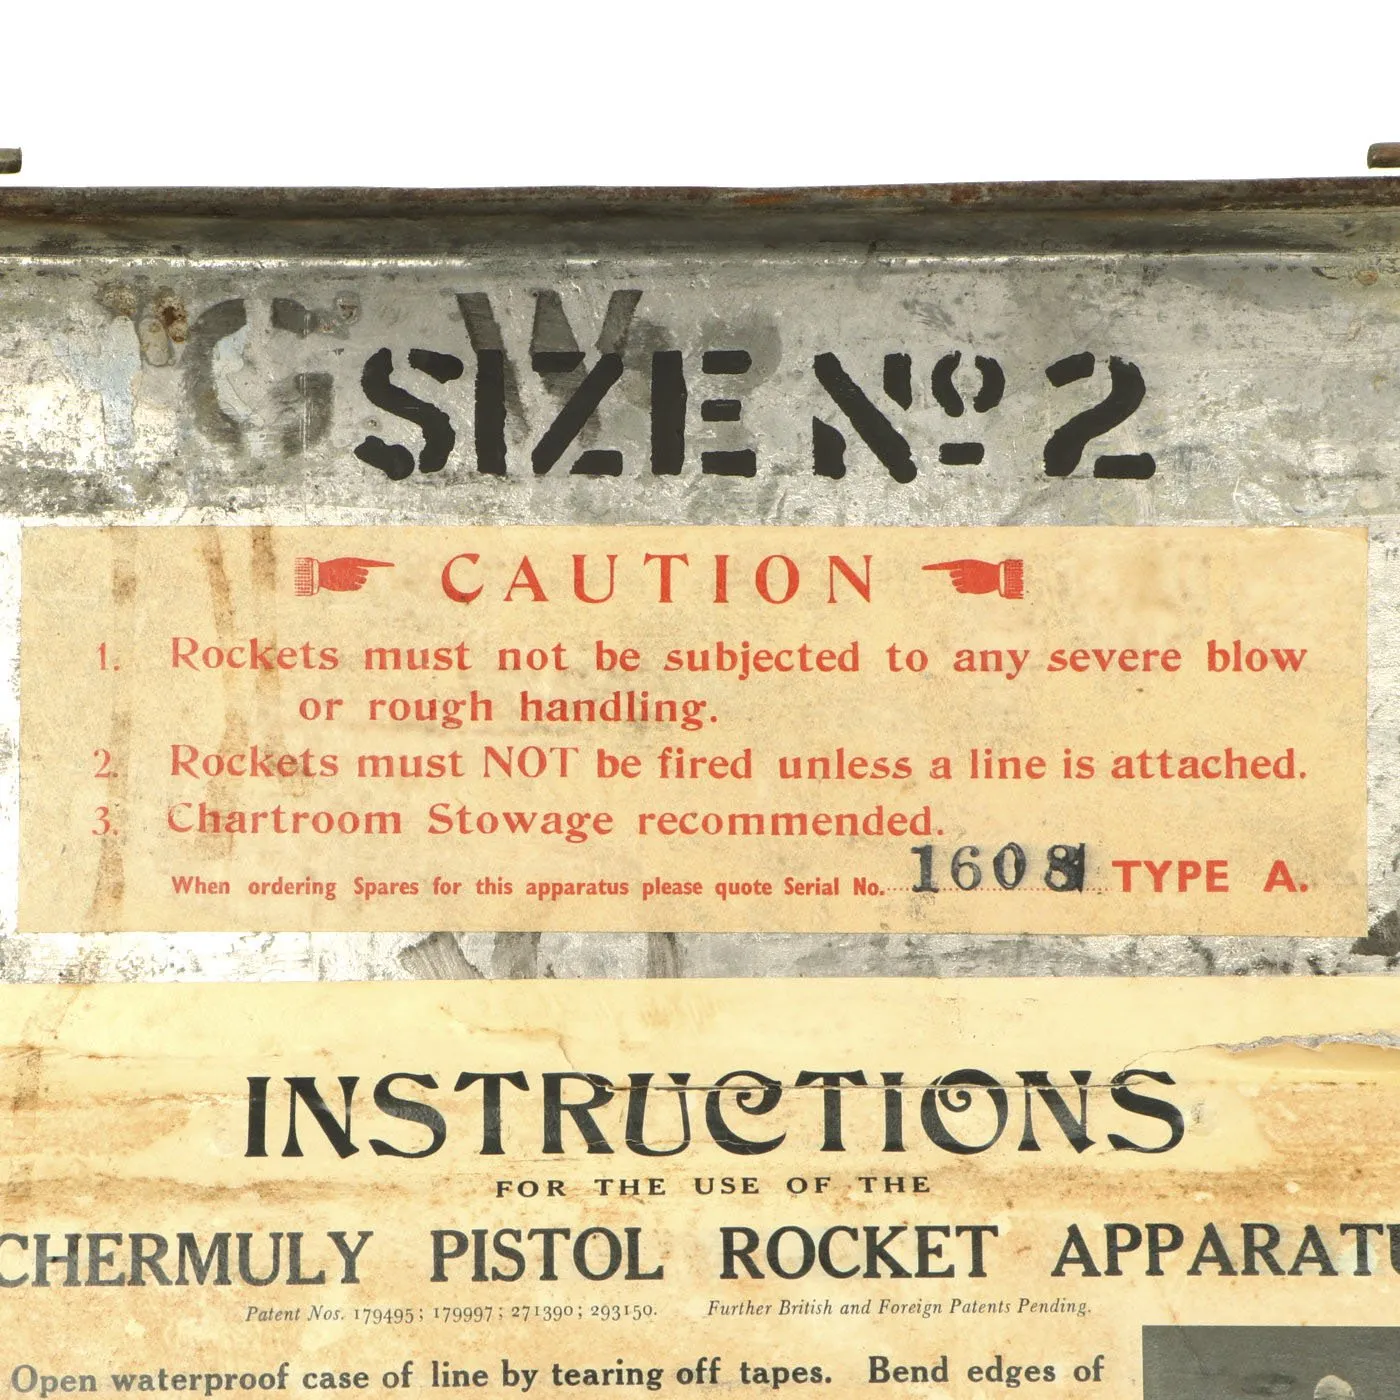 G W
SIZE Nº 2
CAUTION
1. Rockets must not be subjected to any severe blow
or rough handling.
2. Rockets must NOT be fired unless a line is attached.
3. Chartroom Stowage recommended.
When ordering Spares for this apparatus please quote Serial No. 1608 TYPE A.
INSTRUCTIONS
FOR THE USE OF THE
CHERMULY PISTOL ROCKET APPARATU
Patent Nos. 179495; 179997; 271390; 293150. Further British and Foreign Patents Pending.
Open waterproof case of line by tearing off tapes. Bend edges of